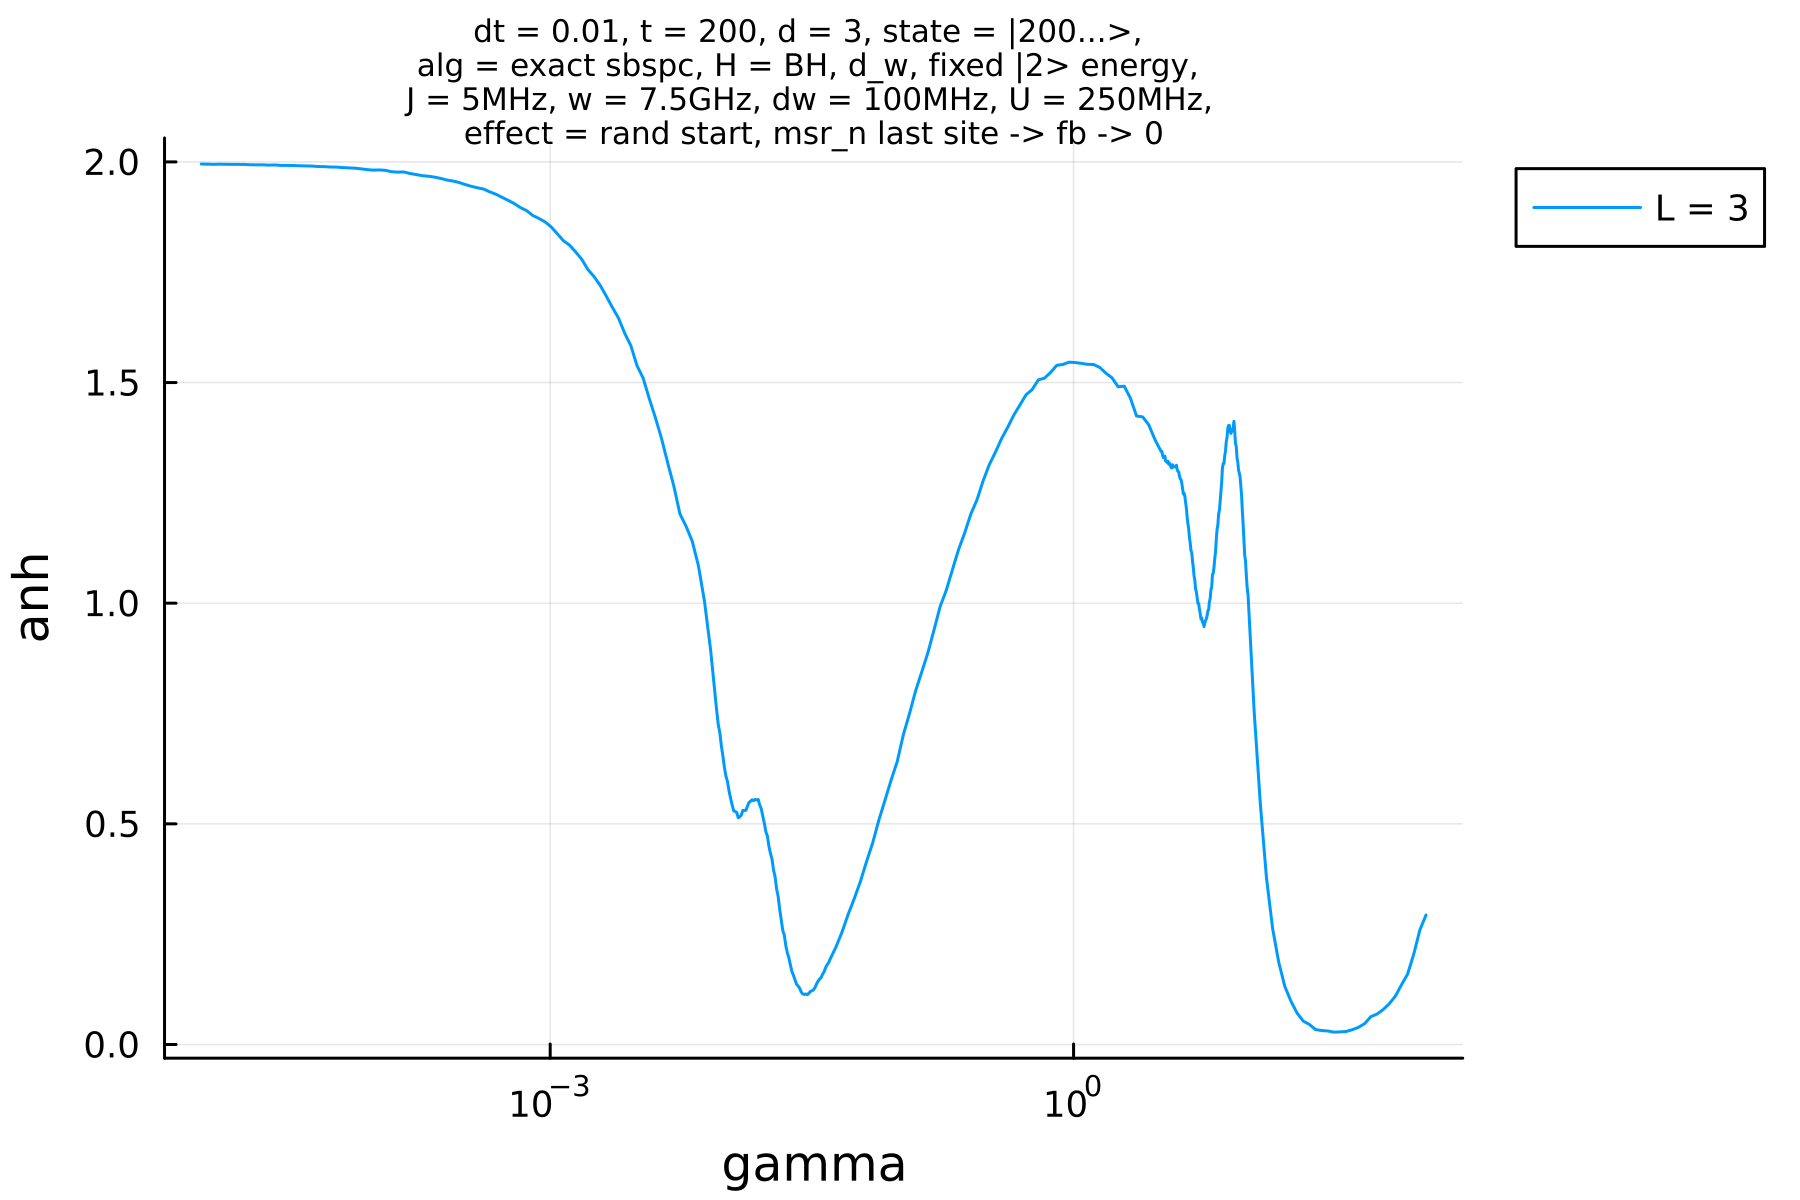 dt = 0.01, t = 200, d = 3, state = |200...>,
alg = exact sbspc, H = BH, d_w, fixed |2> energy,
J = 5MHz, w = 7.5GHz, dw = 100MHz, U = 250MHz,
effect = rand start, msr_n last site -> fb -> 0
2.0
1.5
1.0
0.5
0.0
anh
10⁻³
10⁰
gamma
L = 3